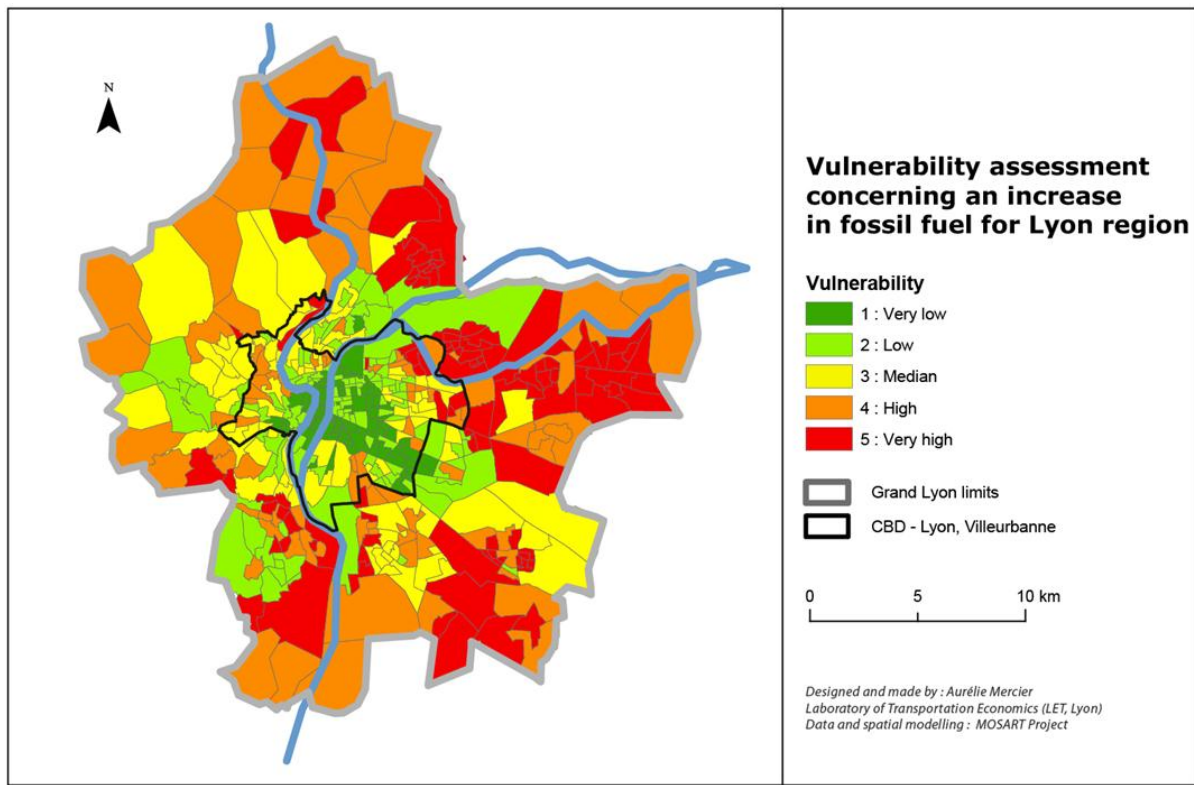 N
Vulnerability assessment
concerning an increase
in fossil fuel for Lyon region
Vulnerability
1 : Very low
2 : Low
3 : Median
4 : High
5 : Very high
Grand Lyon limits
CBD - Lyon, Villeurbanne
0 5 10 km
Designed and made by : Aurélie Mercier
Laboratory of Transportation Economics (LET, Lyon)
Data and spatial modelling : MOSART Project